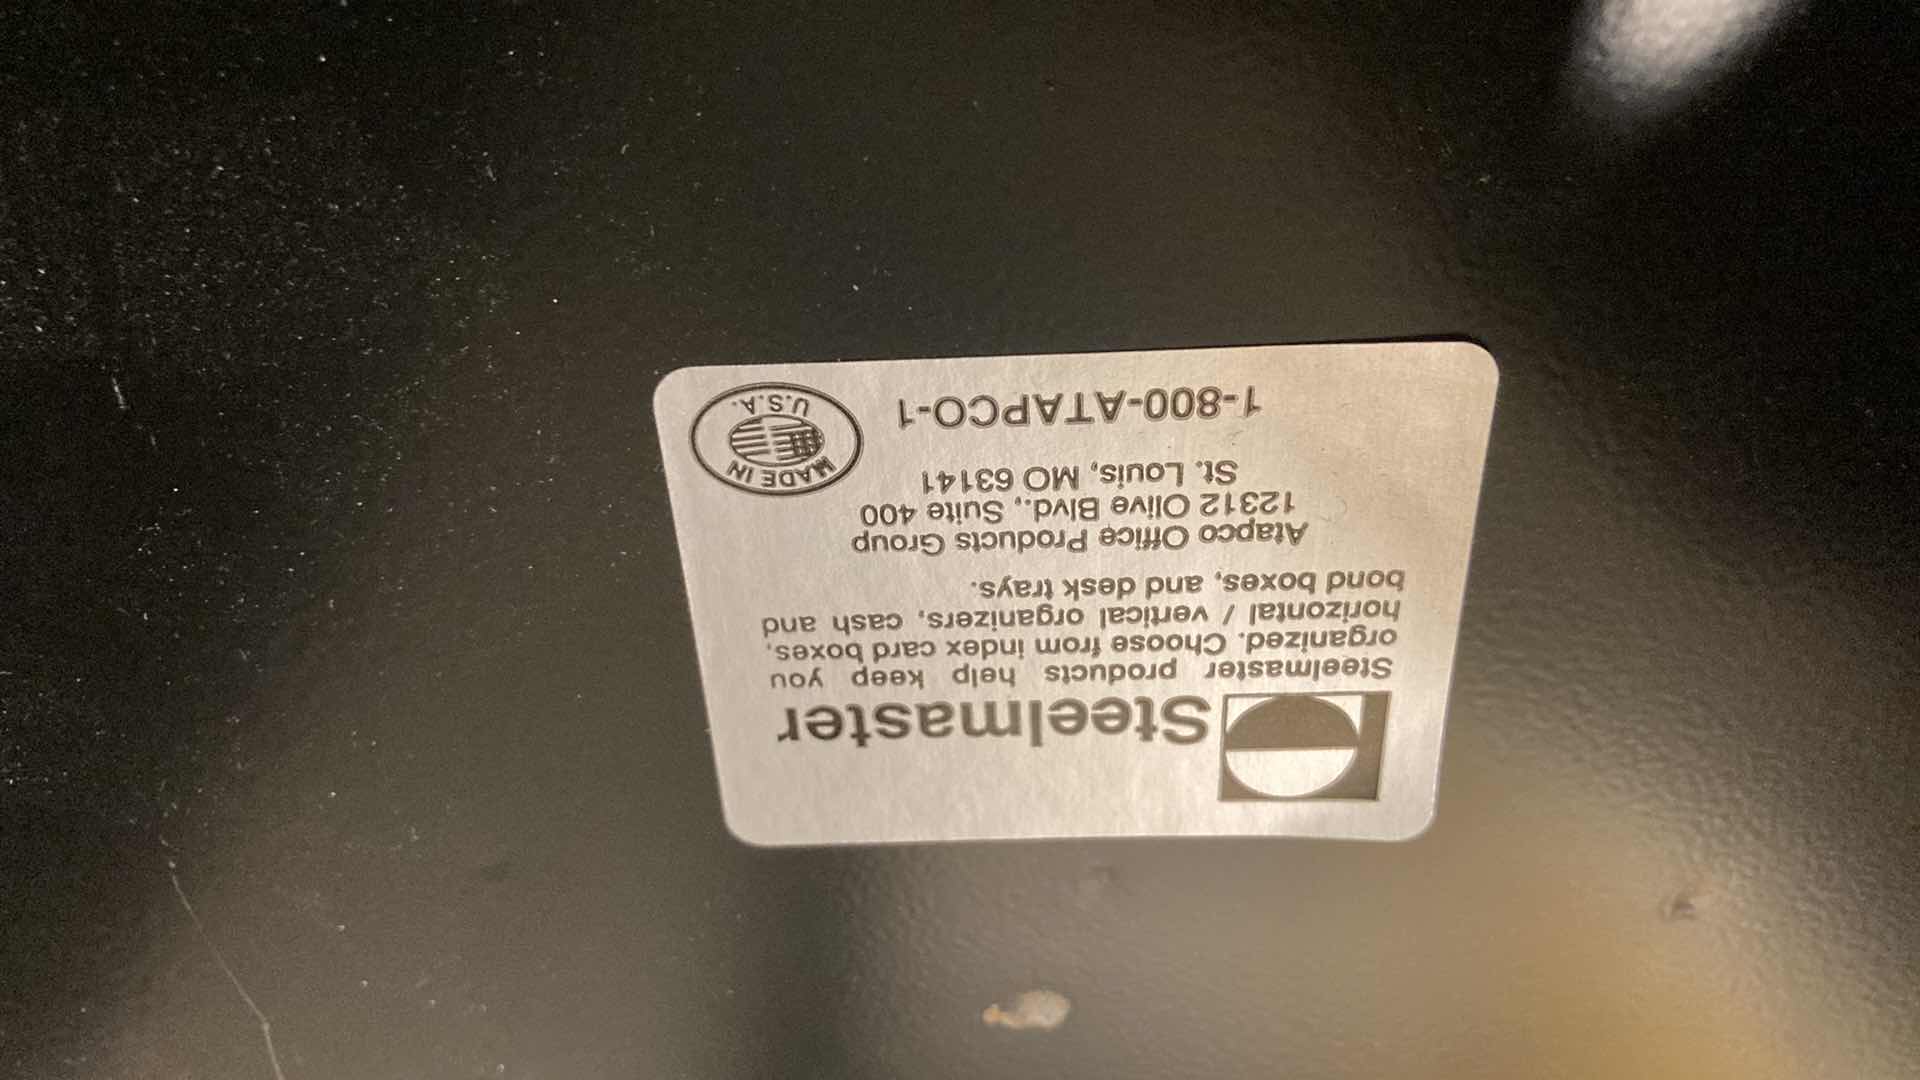 Steelmaster
Steelmaster products help keep you
organized. Choose from index card boxes,
horizontal / vertical organizers, cash and
bond boxes, and desk trays.
Atapco Office Products Group
12312 Olive Blvd., Suite 400
St. Louis, MO 63141
1-800-ATAPCO-1
MADE IN
U.S.A.